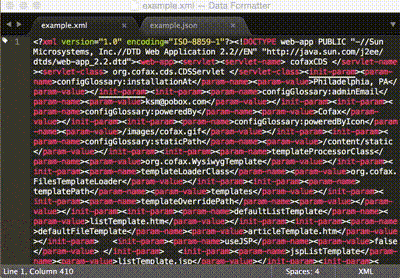 example.xml — Data Formatter
example.xml
example.json
1
<?xml version="1.0" encoding="ISO-8859-1"?><!DOCTYPE web-app PUBLIC "-//Sun
Microsystems, Inc.//DTD Web Application 2.2//EN" "http://java.sun.com/j2ee/
dtds/web-app_2.2.dtd"><web-app><servlet><servlet-name> cofaxCDS </servlet-name
><servlet-class> org.cofax.cds.CDSServlet </servlet-class><init-param><param-
name>configGlossary:installationAt</param-name><param-value>Philadelphia, PA</
param-value></init-param><init-param><param-
name>configGlossary:adminEmail</
param-name><param-value>ksm@pobox.com</param-value></init-param><init-
param><param-name>configGlossary:poweredBy</param-name><param-value>Cofax</
param-value></init-param><init-param><param-name>configGlossary:poweredByIcon</
param-name><param-value>/images/cofax.gif</param-value></init-param><init-
param><param-name>configGlossary:staticPath</param-name><param-value>/content/static
</param-value></init-param><init-param><param-name>templateProcessorClass</
param-name><param-value>org.cofax.WysiwygTemplate</param-value></init-
param><init-param><param-name>templateLoaderClass</param-name><param-value>org.cofax.
FilesTemplateLoader</param-value></init-param><init-param><param-name>
templatePath</param-name><param-value>templates</param-value></init-param><init-
param><param-name>templateOverridePath</param-name><param-value></param-
value></init-param><init-param><param-name>defaultListTemplate</param-
name><param-value>listTemplate.htm</param-value></init-param><init-param><param-name>
defaultFileTemplate</param-name><param-value>articleTemplate.htm</param-value>
</init-param> <init-param><param-name>useJSP</param-name><param-value>false
</param-value> </init-param> <init-param><param-name>jspListTemplate</param-
name><param-value>listTemplate.jsp</param-value></init-param><init-param><param-
Line 1, Column 410
Spaces: 4
XML